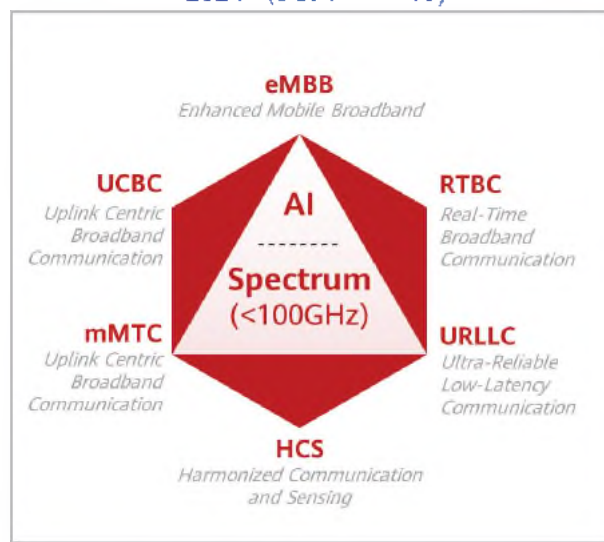 eMBB
Enhanced Mobile Broadband
UCBC
Uplink Centric
Broadband
Communication
RTBC
Real-Time
Broadband
Communication
AI
Spectrum
(<100GHz)
mMTC
Uplink Centric
Broadband
Communication
URLLC
Ultra-Reliable
Low-Latency
Communication
HCS
Harmonized Communication
and Sensing